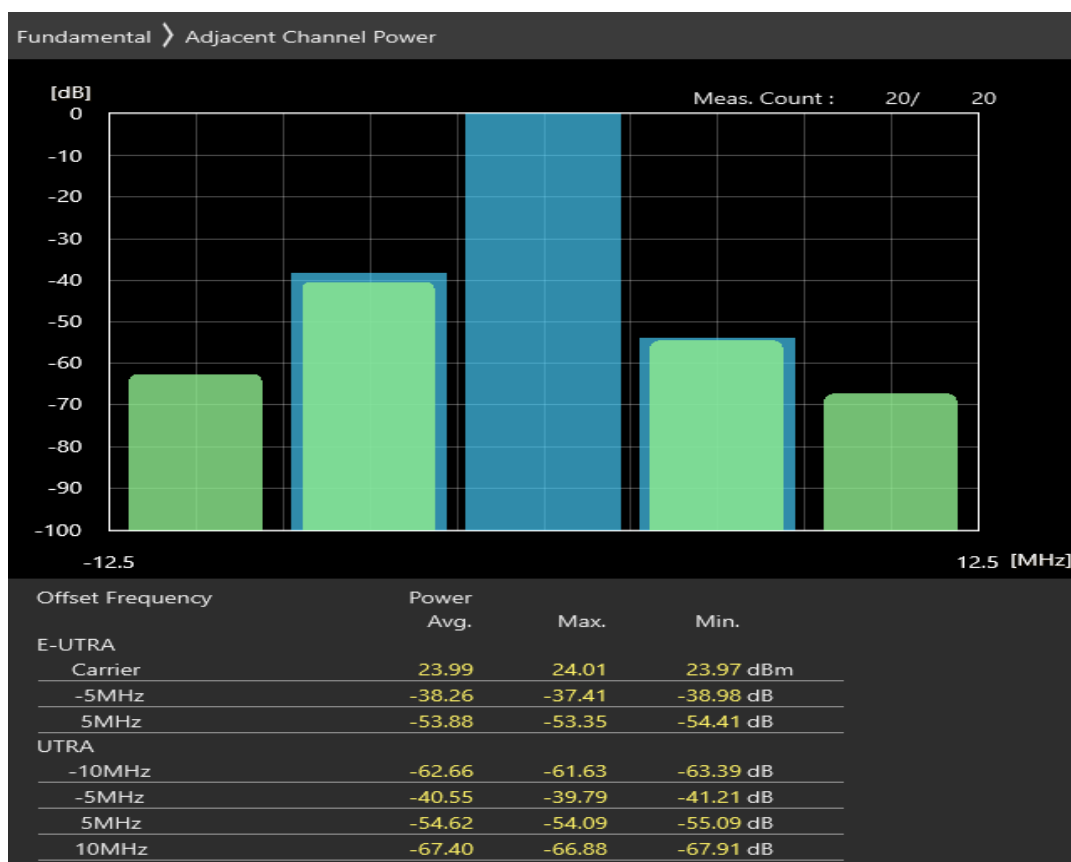 Fundamental ❯ Adjacent Channel Power
[dB]
Meas. Count : 20/ 20
0
-10
-20
-30
-40
-50
-60
-70
-80
-90
-100
-12.5 12.5 [MHz]
Offset Frequency Power
Avg. Max. Min.
E-UTRA
Carrier 23.99 24.01 23.97 dBm
-5MHz -38.26 -37.41 -38.98 dB
5MHz -53.88 -53.35 -54.41 dB
UTRA
-10MHz -62.66 -61.63 -63.39 dB
-5MHz -40.55 -39.79 -41.21 dB
5MHz -54.62 -54.09 -55.09 dB
10MHz -67.40 -66.88 -67.91 dB